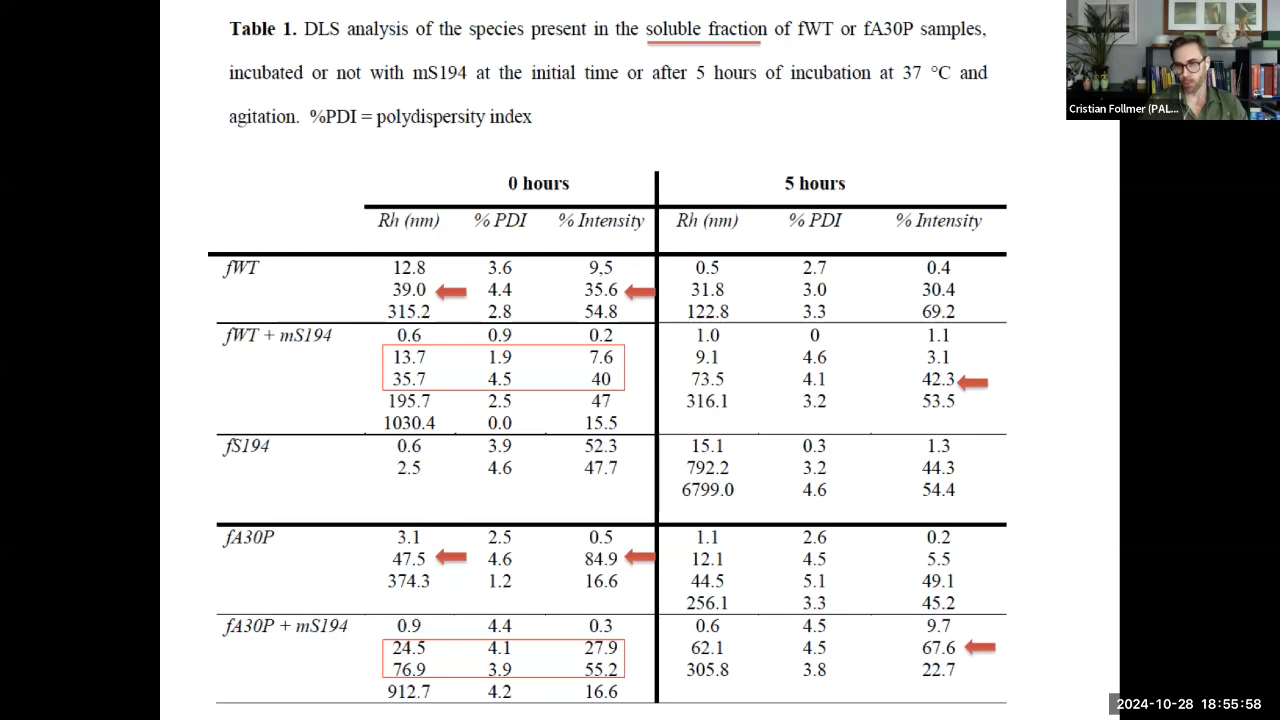 Table 1. DLS analysis of the species present in the soluble fraction of fWT or fA30P samples,
incubated or not with mS194 at the initial time or after 5 hours of incubation at 37 °C and
agitation. %PDI = polydispersity index
Cristian Follmer (PAL...
0 hours 5 hours
Rh (nm) % PDI % Intensity Rh (nm) % PDI % Intensity
fWT 12.8 3.6 9,5 0.5 2.7 0.4
39.0 4.4 35.6 31.8 3.0 30.4
315.2 2.8 54.8 122.8 3.3 69.2
fWT + mS194 0.6 0.9 0.2 1.0 0 1.1
13.7 1.9 7.6 9.1 4.6 3.1
35.7 4.5 40 73.5 4.1 42.3
195.7 2.5 47 316.1 3.2 53.5
1030.4 0.0 15.5
fS194 0.6 3.9 52.3 15.1 0.3 1.3
2.5 4.6 47.7 792.2 3.2 44.3
6799.0 4.6 54.4
fA30P 3.1 2.5 0.5 1.1 2.6 0.2
47.5 4.6 84.9 12.1 4.5 5.5
374.3 1.2 16.6 44.5 5.1 49.1
256.1 3.3 45.2
fA30P + mS194 0.9 4.4 0.3 0.6 4.5 9.7
24.5 4.1 27.9 62.1 4.5 67.6
76.9 3.9 55.2 305.8 3.8 22.7
912.7 4.2 16.6
2024-10-28 18:55:58